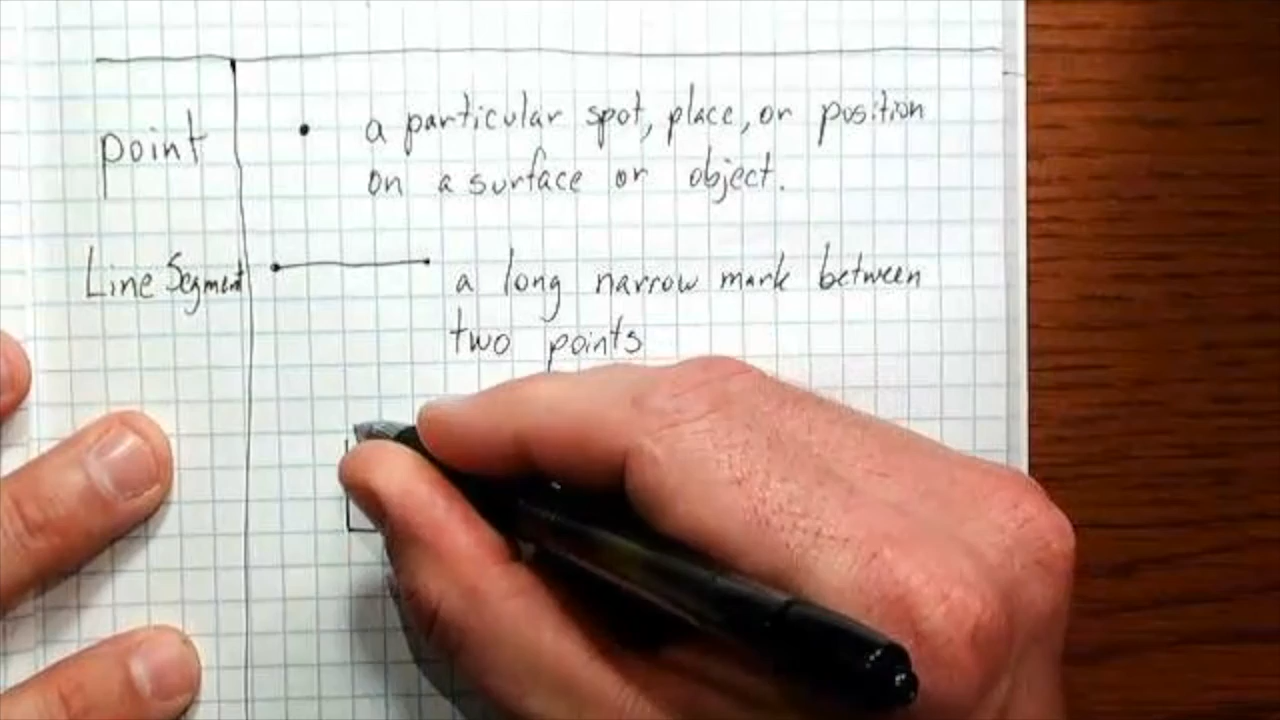 point
a particular spot, place, or position
on a surface or object.
Line Segment
a long narrow mark between
two points